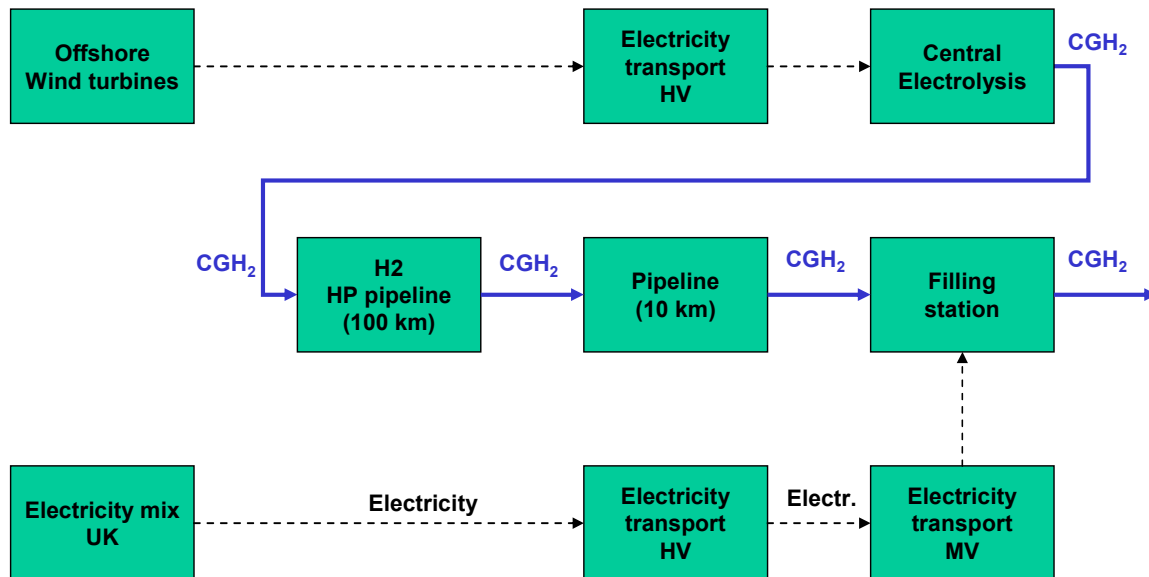 Offshore
Wind turbines
Electricity
transport
HV
Central
Electrolysis
CGH₂
CGH₂
H2
HP pipeline
(100 km)
CGH₂
Pipeline
(10 km)
CGH₂
Filling
station
CGH₂
Electricity mix
UK
Electricity
Electricity
transport
HV
Electr.
Electricity
transport
MV